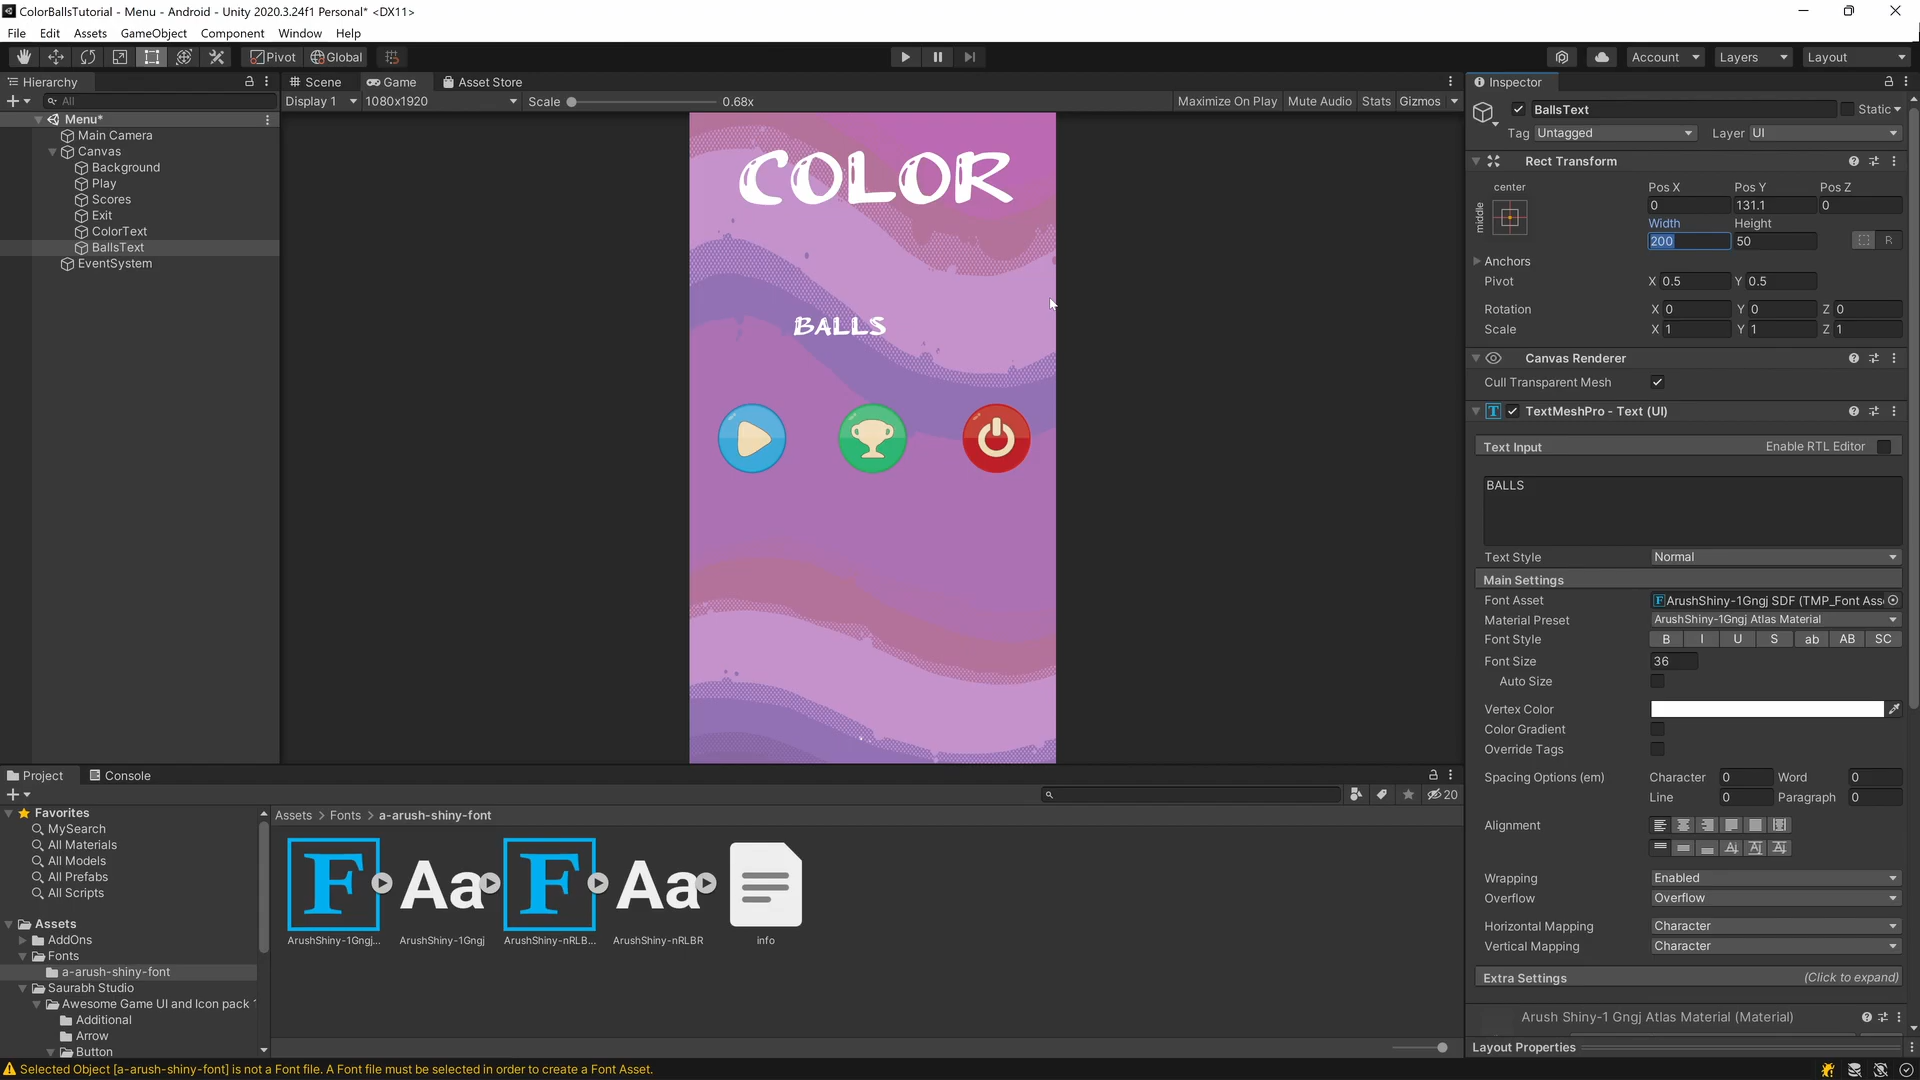 ColorBallsTutorial - Menu - Android - Unity 2020.3.24f1 Personal* <DX11>
File Edit Assets GameObject Component Window Help
Pivot Global Account Layers Layout
Hierarchy
All
Menu*
Main Camera
Canvas
Background
Play
Scores
Exit
ColorText
BallsText
EventSystem
Scene Game Asset Store
Display 1 1080x1920 Scale 0.68x Maximize On Play Mute Audio Stats Gizmos
COLOR
BALLS
Inspector
BallsText Static
Tag Untagged Layer UI
Rect Transform
center Pos X Pos Y Pos Z
middle
0 131.1 0
Width Height
200 50 R
Anchors
Pivot X 0.5 Y 0.5
Rotation X 0 Y 0 Z 0
Scale X 1 Y 1 Z 1
Canvas Renderer
Cull Transparent Mesh
TextMeshPro - Text (UI)
Text Input Enable RTL Editor
BALLS
Text Style Normal
Main Settings
Font Asset F ArushShiny-1Gngj SDF (TMP_Font Ass
Material Preset ArushShiny-1Gngj Atlas Material
Font Style B I U S ab AB SC
Font Size 36
Auto Size
Vertex Color
Color Gradient
Override Tags
Spacing Options (em) Character 0 Word 0
Line 0 Paragraph 0
Alignment
Wrapping Enabled
Overflow Overflow
Horizontal Mapping Character
Vertical Mapping Character
Extra Settings (Click to expand)
Arush Shiny-1 Gngj Atlas Material (Material)
Layout Properties
Project Console
20
Favorites
MySearch
All Materials
All Models
All Prefabs
All Scripts
Assets
AddOns
Fonts
a-arush-shiny-font
Saurabh Studio
Awesome Game UI and Icon pack
Additional
Arrow
Button
Assets > Fonts > a-arush-shiny-font
F Aa F Aa
ArushShiny-1Gngj... ArushShiny-1Gngj ArushShiny-nRLB... ArushShiny-nRLBR info
Selected Object [a-arush-shiny-font] is not a Font file. A Font file must be selected in order to create a Font Asset.